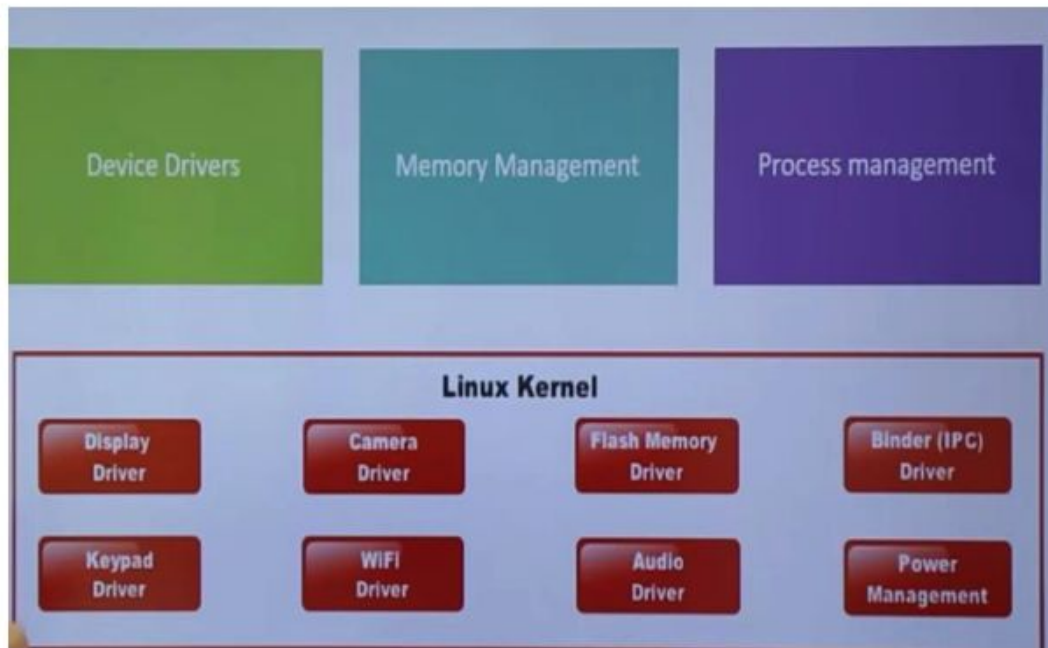 Device Drivers
Memory Management
Process management
Linux Kernel
Display
Driver
Camera
Driver
Flash Memory
Driver
Binder (IPC)
Driver
Keypad
Driver
WiFi
Driver
Audio
Driver
Power
Management